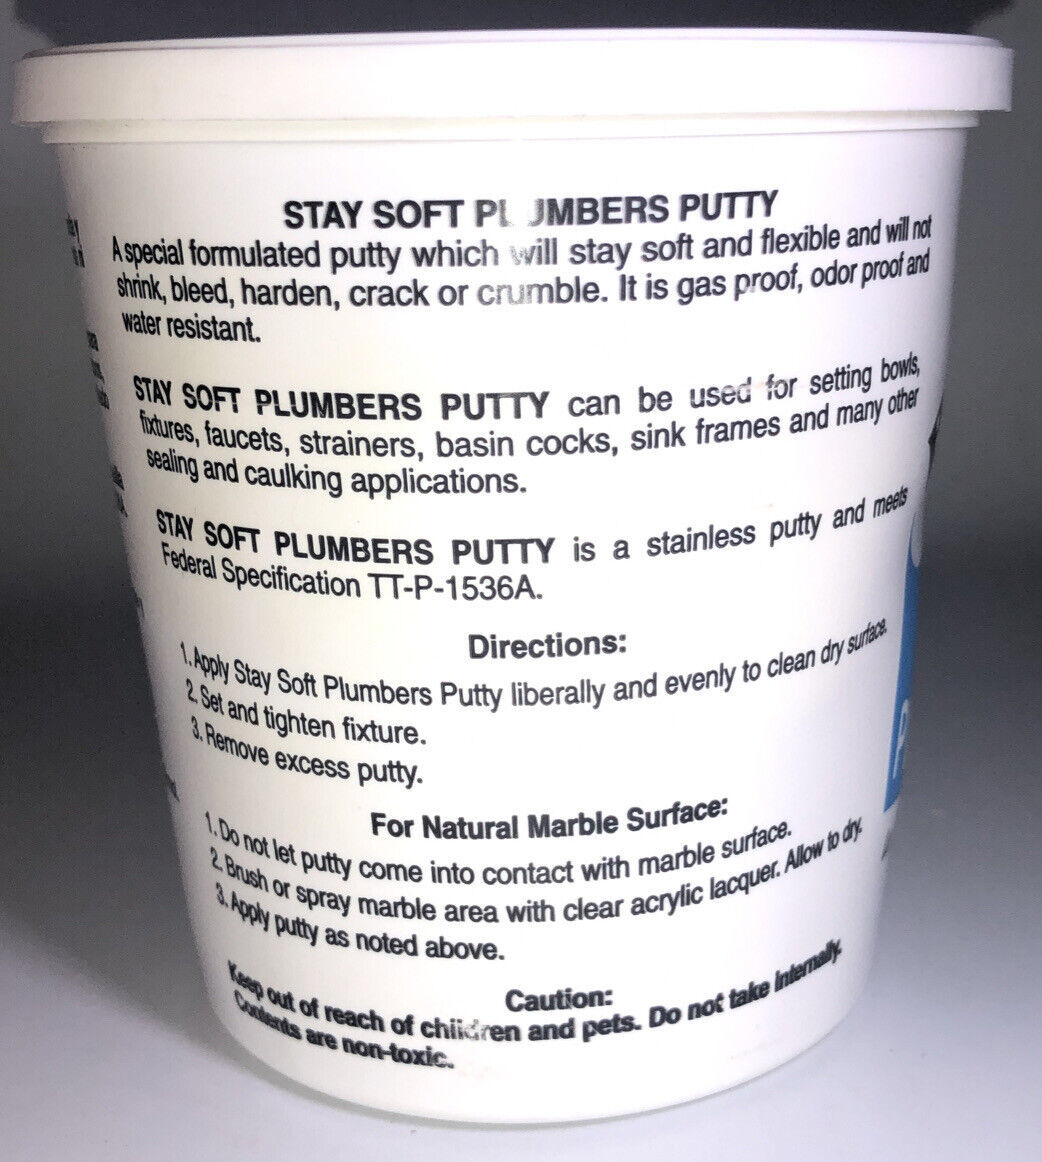 STAY SOFT PLUMBERS PUTTY
A special formulated putty which will stay soft and flexible and will not
shrink, bleed, harden, crack or crumble. It is gas proof, odor proof and
water resistant.
STAY SOFT PLUMBERS PUTTY can be used for setting bowls,
fixtures, faucets, strainers, basin cocks, sink frames and many other
sealing and caulking applications.
STAY SOFT PLUMBERS PUTTY is a stainless putty and meets
Federal Specification TT-P-1536A.
Directions:
1. Apply Stay Soft Plumbers Putty liberally and evenly to clean dry surface.
2. Set and tighten fixture.
3. Remove excess putty.
For Natural Marble Surface:
1. Do not let putty come into contact with marble surface.
2. Brush or spray marble area with clear acrylic lacquer. Allow to dry.
3. Apply putty as noted above.
Caution:
Keep out of reach of children and pets. Do not take Internally.
Contents are non-toxic.